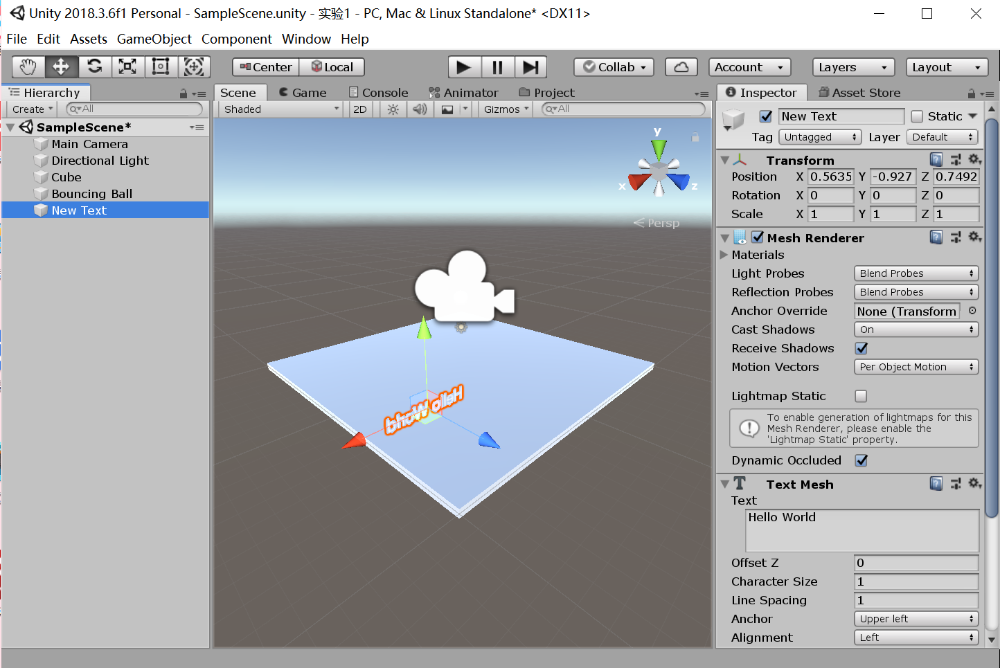 Unity 2018.3.6f1 Personal - SampleScene.unity - 实验1 - PC, Mac & Linux Standalone* <DX11>
File Edit Assets GameObject Component Window Help
Center Local Collab Account Layers Layout
Hierarchy
Create All
SampleScene*
Main Camera
Directional Light
Cube
Bouncing Ball
New Text
Scene Game Console Animator Project
Shaded 2D Gizmos All
y
x z
Persp
Hello World
Inspector Asset Store
New Text Static
Tag Untagged Layer Default
Transform
Position X 0.5635 Y -0.927 Z 0.7492
Rotation X 0 Y 0 Z 0
Scale X 1 Y 1 Z 1
Mesh Renderer
Materials
Light Probes Blend Probes
Reflection Probes Blend Probes
Anchor Override None (Transform
Cast Shadows On
Receive Shadows
Motion Vectors Per Object Motion
Lightmap Static
To enable generation of lightmaps for this
Mesh Renderer, please enable the
'Lightmap Static' property.
Dynamic Occluded
Text Mesh
Text
Hello World
Offset Z 0
Character Size 1
Line Spacing 1
Anchor Upper left
Alignment Left